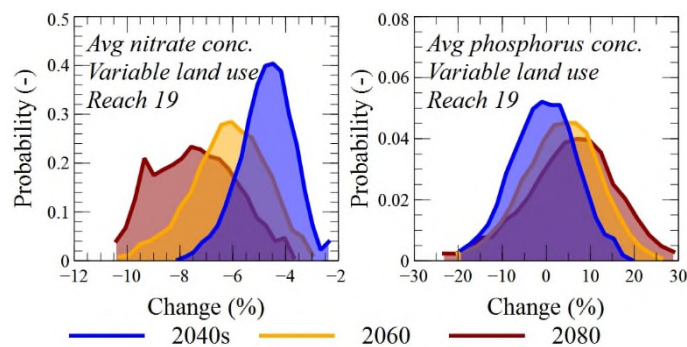 Avg nitrate conc.
Variable land use
Reach 19
Probability (-)
0.5
0.4
0.3
0.2
0.1
0
−12
−10
−8
−6
−4
−2
Change (%)
Avg phosphorus conc.
Variable land use
Reach 19
Probability (-)
0.08
0.06
0.04
0.02
0
−30
−20
−10
0
10
20
30
Change (%)
2040s
2060
2080